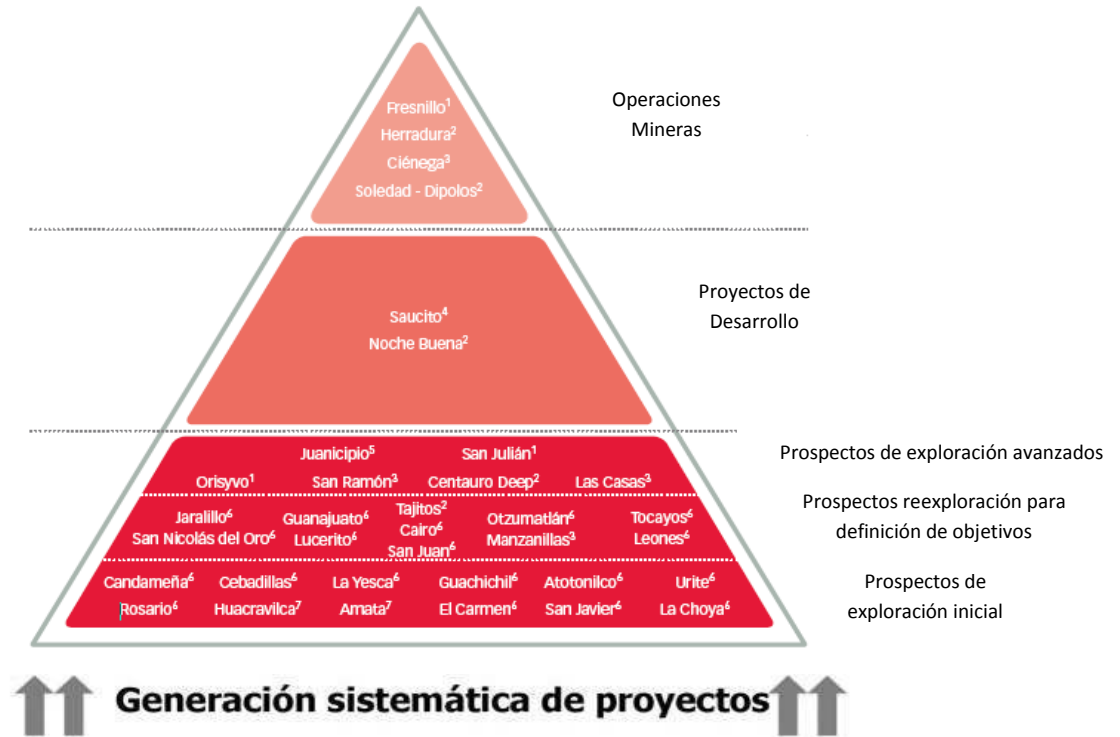 Fresnillo¹
Herradura²
Ciénega³
Soledad - Dipolos²
Operaciones
Mineras
Saucito⁴
Noche Buena²
Proyectos de
Desarrollo
Juanicipio⁵ San Julián¹
Orisyvo¹ San Ramón³ Centauro Deep² Las Casas³
Prospectos de exploración avanzados
Jaralillo⁶ Guanajuato⁶ Tajitos² Otzumatlán⁶ Tocayos⁶
San Nicolás del Oro⁶ Lucerito⁶ Cairo⁶ Manzanillas³ Leones⁶
San Juan⁶
Prospectos reexploración para
definición de objetivos
Candameña⁶ Cebadillas⁶ La Yesca⁶ Guachichil⁶ Atotonilco⁶ Urite⁶
Rosario⁶ Huacravilca⁷ Amata⁷ El Carmen⁶ San Javier⁶ La Choya⁶
Prospectos de
exploración inicial
Generación sistemática de proyectos